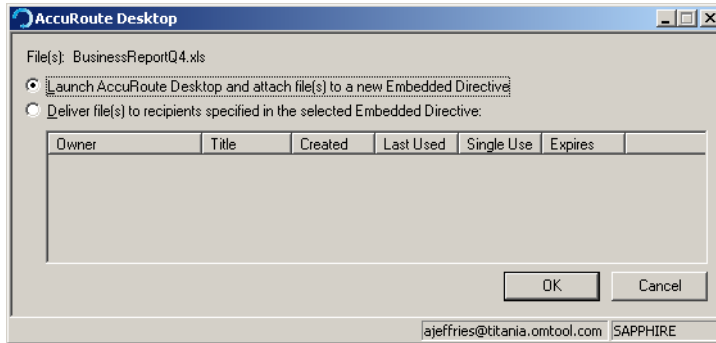 AccuRoute Desktop
File(s): BusinessReportQ4.xls
Launch AccuRoute Desktop and attach file(s) to a new Embedded Directive
Deliver file(s) to recipients specified in the selected Embedded Directive:
Owner Title Created Last Used Single Use Expires
OK Cancel
ajeffries@titania.omtool.com SAPPHIRE